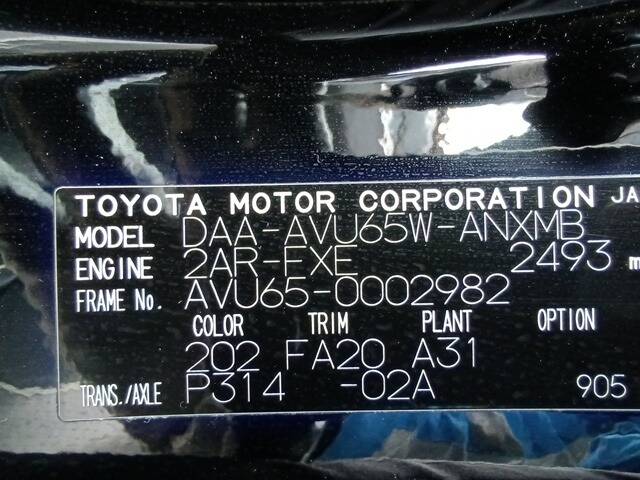 TOYOTA MOTOR CORPORATION JA
MODEL DAA-AVU65W-ANXMB
ENGINE 2AR-FXE 2493 m
FRAME No. AVU65-0002982
COLOR TRIM PLANT OPTION
202 FA20 A31
TRANS./AXLE P314 -02A 905